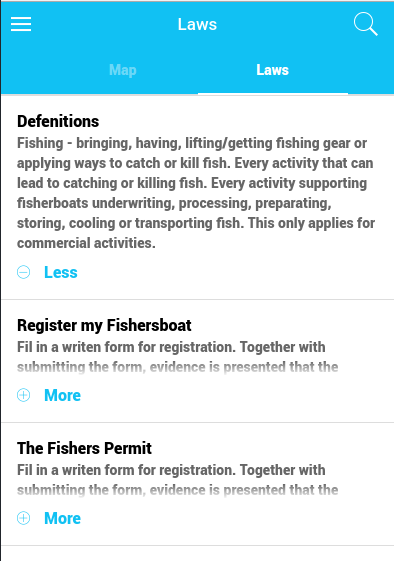 Laws
Map
Laws
Defenitions
Fishing - bringing, having, lifting/getting fishing gear or
applying ways to catch or kill fish. Every activity that can
lead to catching or killing fish. Every activity supporting
fisherboats underwriting, processing, preparating,
storing, cooling or transporting fish. This only applies for
commercial activities.
Less
Register my Fishersboat
Fil in a writen form for registration. Together with
submitting the form, evidence is presented that the
More
The Fishers Permit
Fil in a writen form for registration. Together with
submitting the form, evidence is presented that the
More